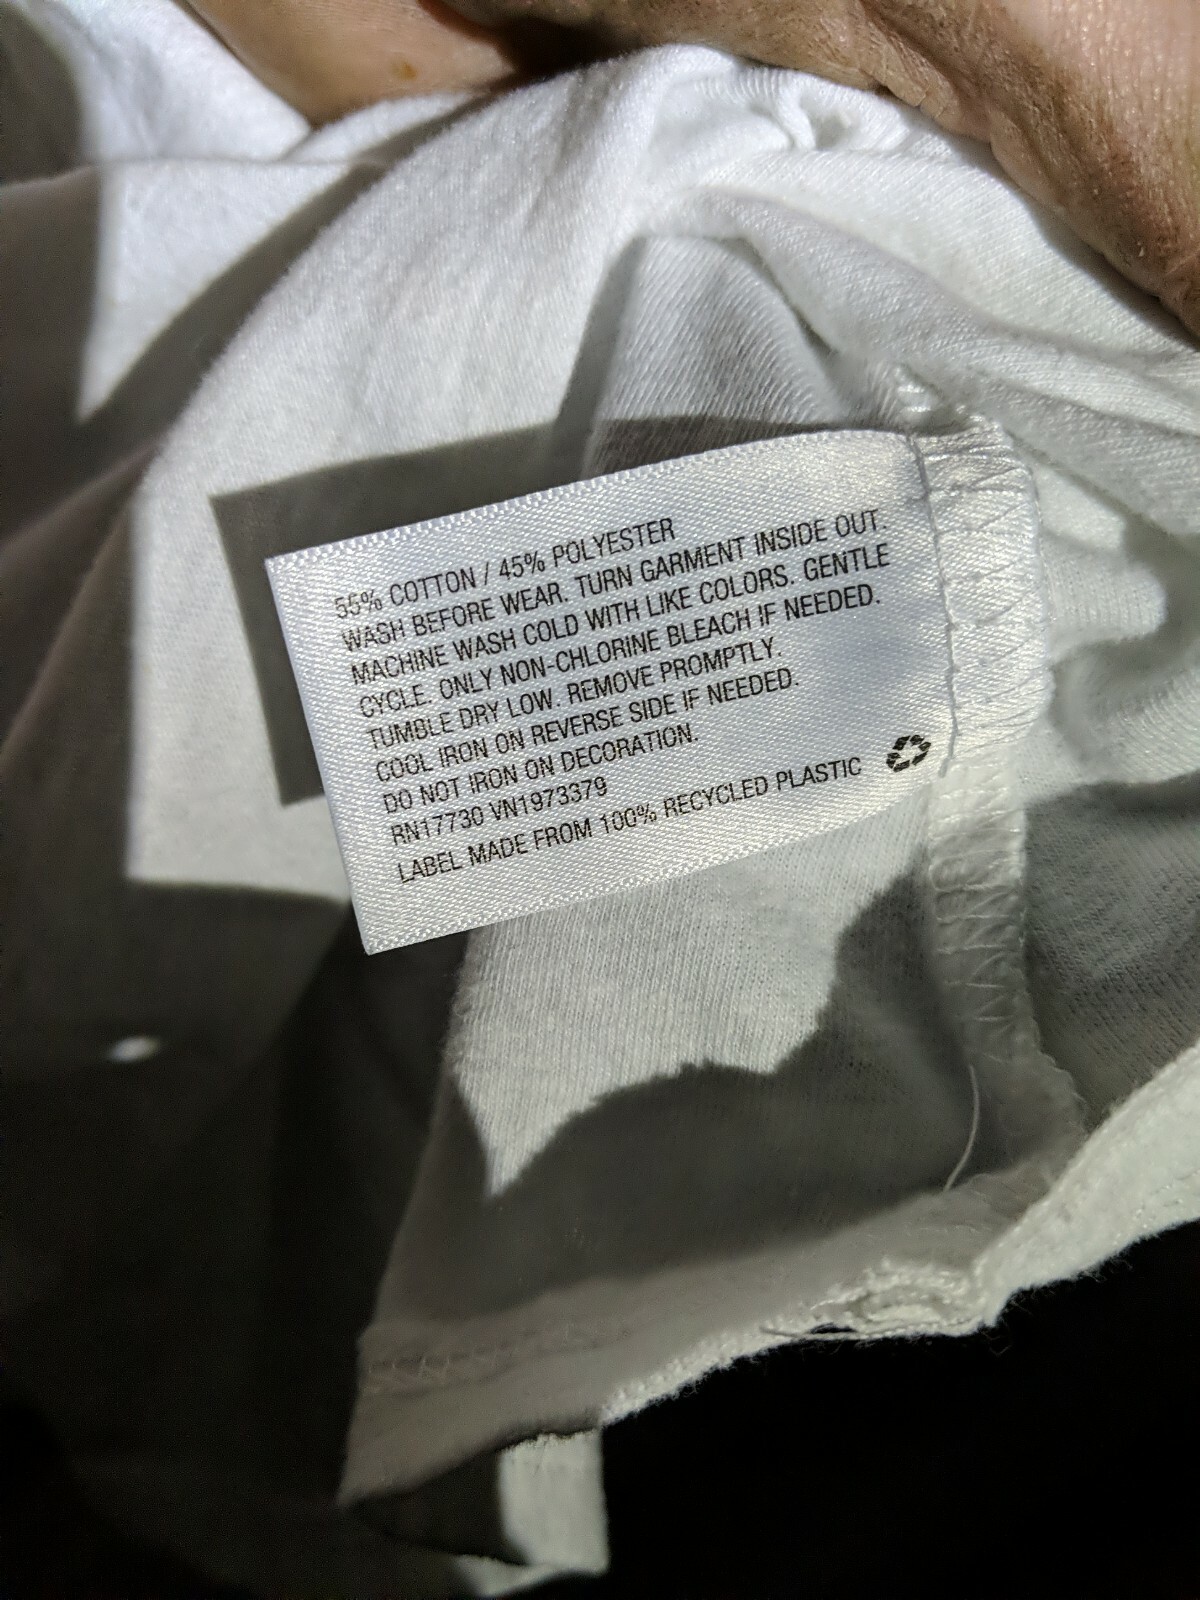 55% COTTON / 45% POLYESTER
WASH BEFORE WEAR. TURN GARMENT INSIDE OUT.
MACHINE WASH COLD WITH LIKE COLORS. GENTLE
CYCLE. ONLY NON-CHLORINE BLEACH IF NEEDED.
TUMBLE DRY LOW. REMOVE PROMPTLY.
COOL IRON ON REVERSE SIDE IF NEEDED.
DO NOT IRON ON DECORATION.
RN17730 VN1973379
LABEL MADE FROM 100% RECYCLED PLASTIC